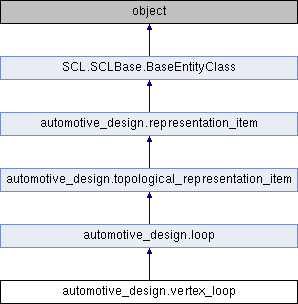 object
SCL.SCLBase.BaseEntityClass
automotive_design.representation_item
automotive_design.topological_representation_item
automotive_design.loop
automotive_design.vertex_loop